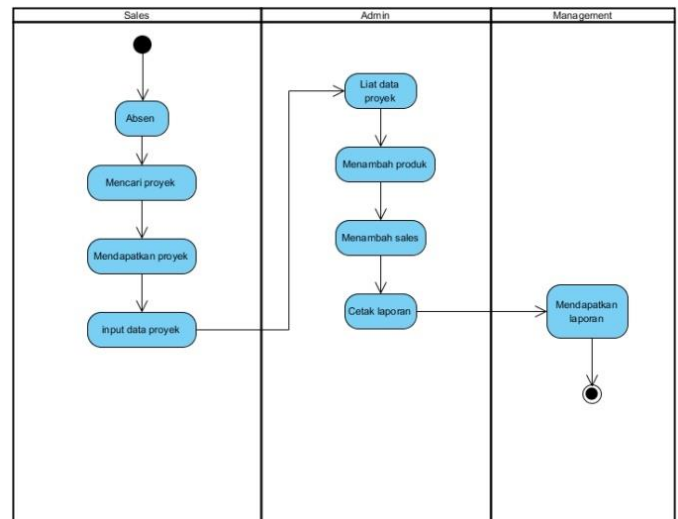 Sales
Admin
Management
Absen
Mencari proyek
Mendapatkan proyek
input data proyek
Liat data
proyek
Menambah produk
Menambah sales
Cetak laporan
Mendapatkan
laporan